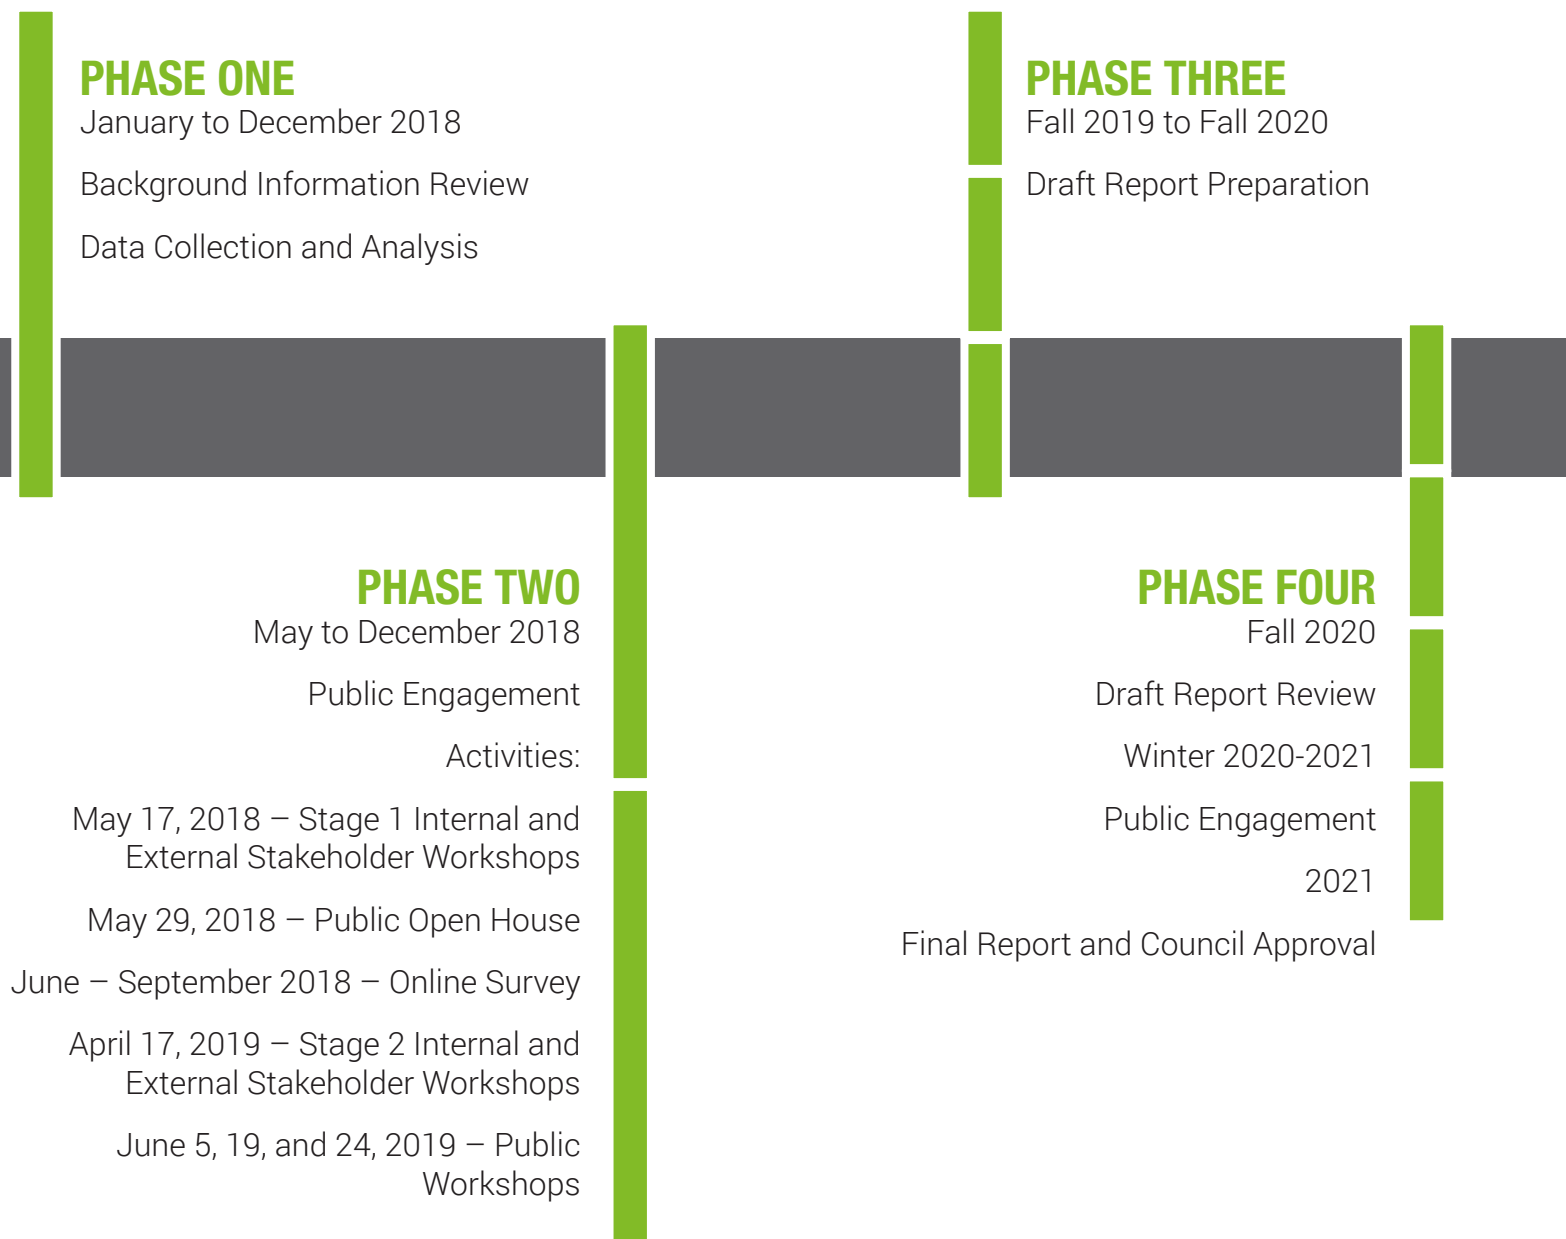 PHASE ONE
January to December 2018
Background Information Review
Data Collection and Analysis
PHASE TWO
May to December 2018
Public Engagement
Activities:
May 17, 2018 – Stage 1 Internal and
External Stakeholder Workshops
May 29, 2018 – Public Open House
June – September 2018 – Online Survey
April 17, 2019 – Stage 2 Internal and
External Stakeholder Workshops
June 5, 19, and 24, 2019 – Public
Workshops
PHASE THREE
Fall 2019 to Fall 2020
Draft Report Preparation
PHASE FOUR
Fall 2020
Draft Report Review
Winter 2020-2021
Public Engagement
2021
Final Report and Council Approval